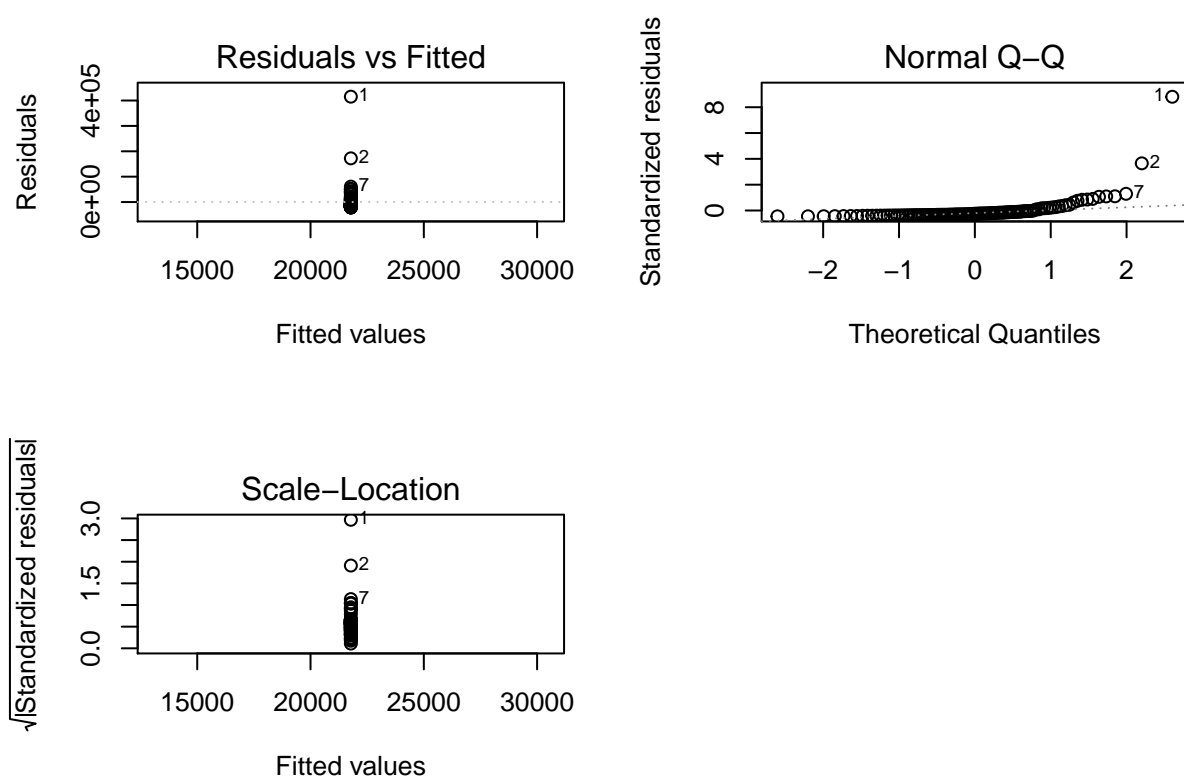 Residuals vs Fitted
Residuals
0e+00 4e+05
1
2
7
15000 20000 25000 30000
Fitted values
Normal Q−Q
Standardized residuals
0 4 8
1
2
7
−2 −1 0 1 2
Theoretical Quantiles
Scale−Location
√|Standardized residuals|
0.0 1.5 3.0
1
2
7
15000 20000 25000 30000
Fitted values